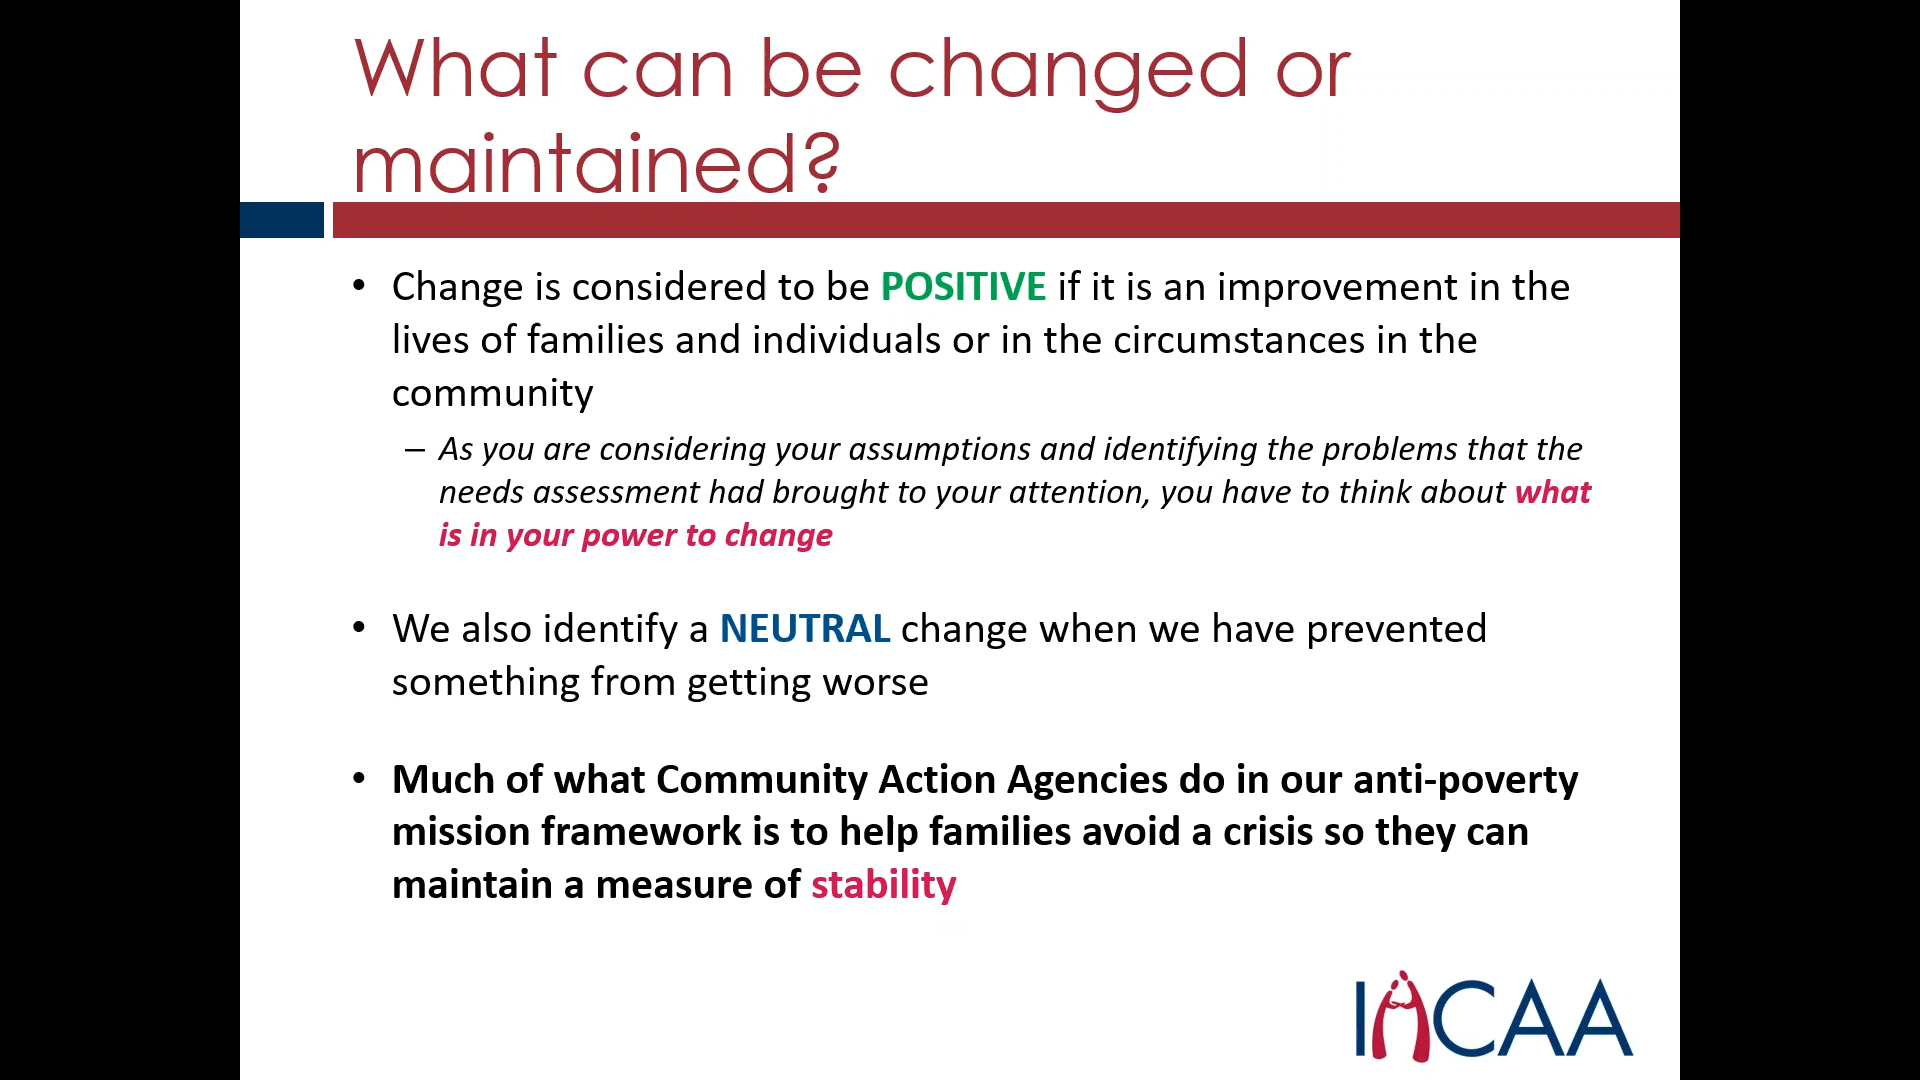 What can be changed or
maintained?
• Change is considered to be POSITIVE if it is an improvement in the
lives of families and individuals or in the circumstances in the
community
– As you are considering your assumptions and identifying the problems that the
needs assessment had brought to your attention, you have to think about what
is in your power to change
• We also identify a NEUTRAL change when we have prevented
something from getting worse
• Much of what Community Action Agencies do in our anti-poverty
mission framework is to help families avoid a crisis so they can
maintain a measure of stability
IACAA